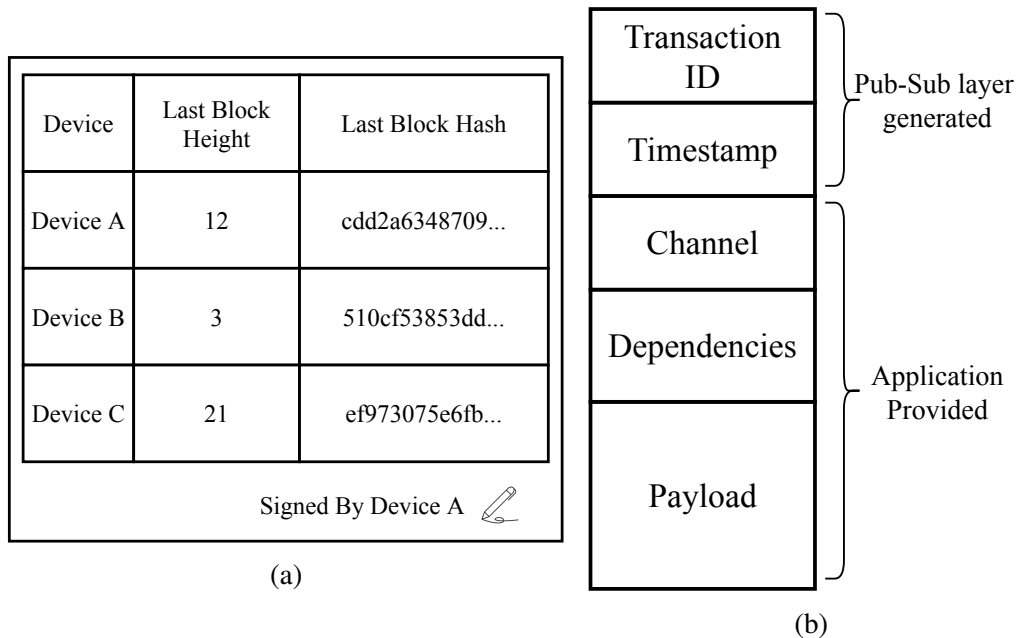 Device
Last Block
Height
Last Block Hash
Device A
12
cdd2a6348709...
Device B
3
510cf53853dd...
Device C
21
ef973075e6fb...
Signed By Device A
(a)
Transaction
ID
Timestamp
Channel
Dependencies
Payload
Pub-Sub layer
generated
Application
Provided
(b)